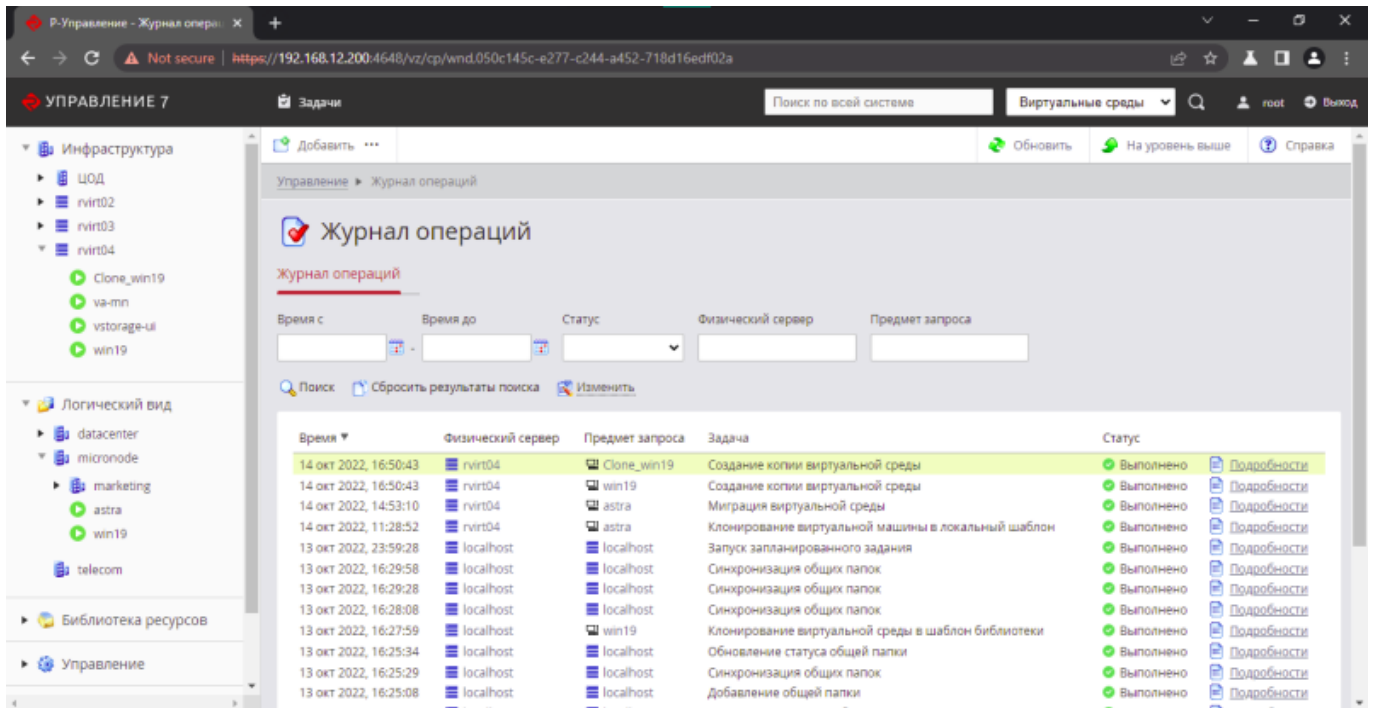 Р-Управление - Журнал операц
Not secure | https://192.168.12.200:4648/vz/cp/wnd.050c145c-e277-c244-a452-718d16edf02a
УПРАВЛЕНИЕ 7
Задачи
Поиск по всей системе
Виртуальные среды
root
Выход
Инфраструктура
ЦОД
rvirt02
rvirt03
rvirt04
Clone_win19
va-mn
vstorage-ui
win19
Логический вид
datacenter
micronode
marketing
astra
win19
telecom
Библиотека ресурсов
Управление
Добавить •••
Обновить
На уровень выше
Справка
Управление ▸ Журнал операций
Журнал операций
Журнал операций
Время с Время до Статус Физический сервер Предмет запроса
Поиск Сбросить результаты поиска Изменить
Время ▼ Физический сервер Предмет запроса Задача Статус
14 окт 2022, 16:50:43 rvirt04 Clone_win19 Создание копии виртуальной среды Выполнено Подробности
14 окт 2022, 16:50:43 rvirt04 win19 Создание копии виртуальной среды Выполнено Подробности
14 окт 2022, 14:53:10 rvirt04 astra Миграция виртуальной среды Выполнено Подробности
14 окт 2022, 11:28:52 rvirt04 astra Клонирование виртуальной машины в локальный шаблон Выполнено Подробности
13 окт 2022, 23:59:28 localhost localhost Запуск запланированного задания Выполнено Подробности
13 окт 2022, 16:29:58 localhost localhost Синхронизация общих папок Выполнено Подробности
13 окт 2022, 16:29:28 localhost localhost Синхронизация общих папок Выполнено Подробности
13 окт 2022, 16:28:08 localhost localhost Синхронизация общих папок Выполнено Подробности
13 окт 2022, 16:27:59 localhost win19 Клонирование виртуальной среды в шаблон библиотеки Выполнено Подробности
13 окт 2022, 16:25:34 localhost localhost Обновление статуса общей папки Выполнено Подробности
13 окт 2022, 16:25:29 localhost localhost Синхронизация общих папок Выполнено Подробности
13 окт 2022, 16:25:08 localhost localhost Добавление общей папки Выполнено Подробности